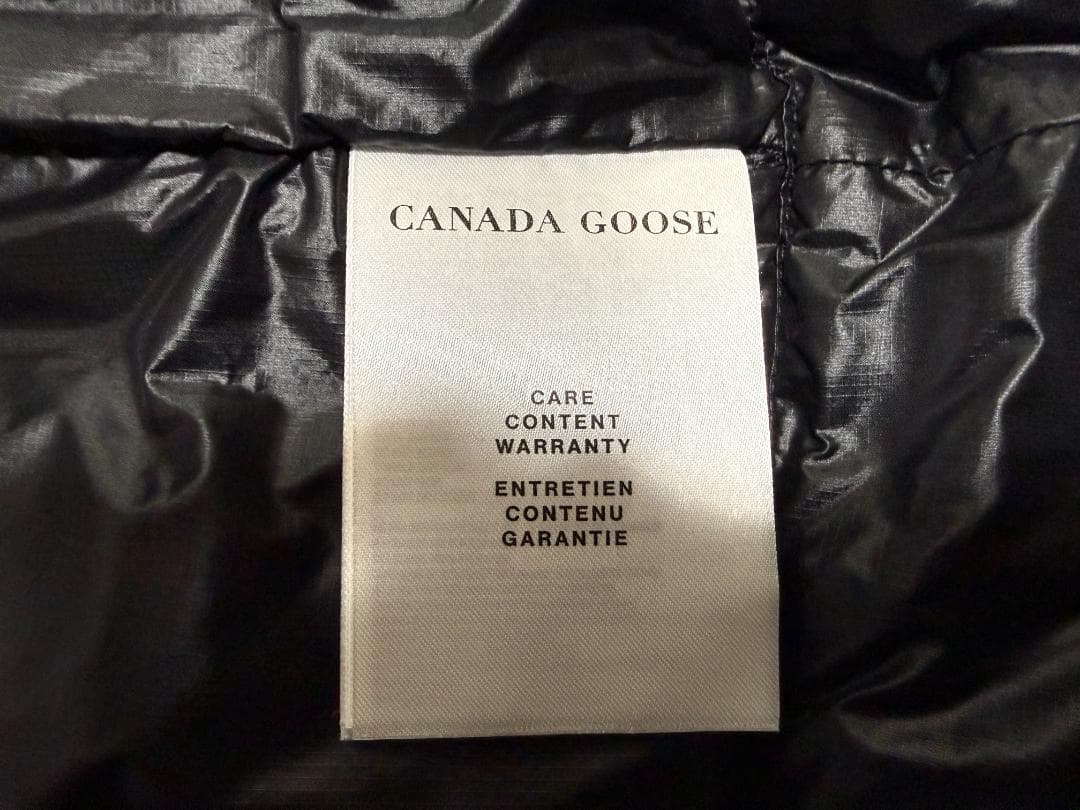 CANADA GOOSE
CARE
CONTENT
WARRANTY
ENTRETIEN
CONTENU
GARANTIE